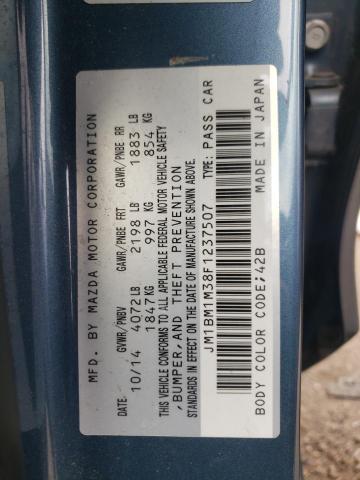 MFD. BY MAZDA MOTOR CORPORATION
DATE GVWR/PNBV GAWR/PNBE FRT GAWR/PNBE RR
10/14 4072LB 2198 LB 1883 LB
1847KG 997 KG 854 KG
THIS VEHICLE CONFORMS TO ALL APPLICABLE FEDERAL MOTOR VEHICLE SAFETY
,BUMPER,AND THEFT PREVENTION
STANDARDS IN EFFECT ON THE DATE OF MANUFACTURE SHOWN ABOVE.
JM1BM1M38F1237507 TYPE: PASS CAR
BODY COLOR CODE;42B MADE IN JAPAN